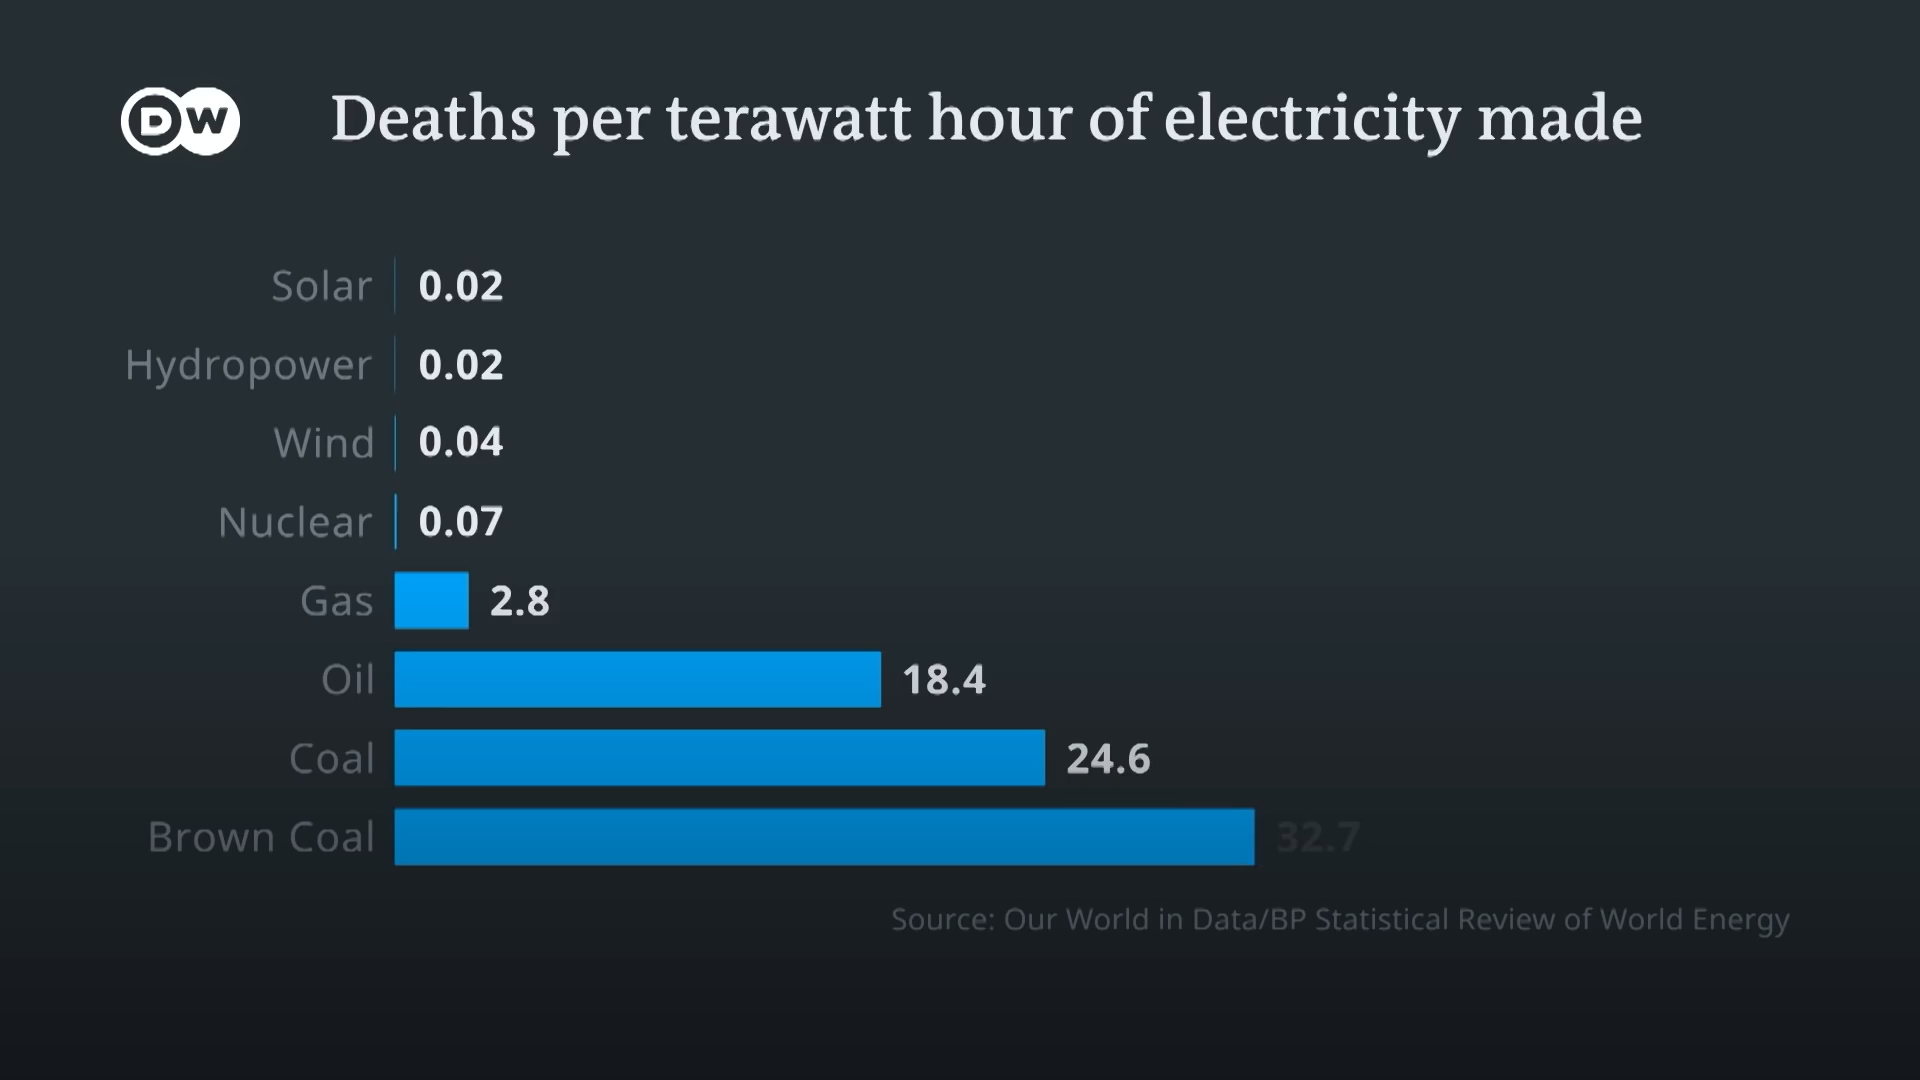 DW
Deaths per terawatt hour of electricity made
Solar 0.02
Hydropower 0.02
Wind 0.04
Nuclear 0.07
Gas 2.8
Oil 18.4
Coal 24.6
Brown Coal 32.7
Source: Our World in Data/BP Statistical Review of World Energy